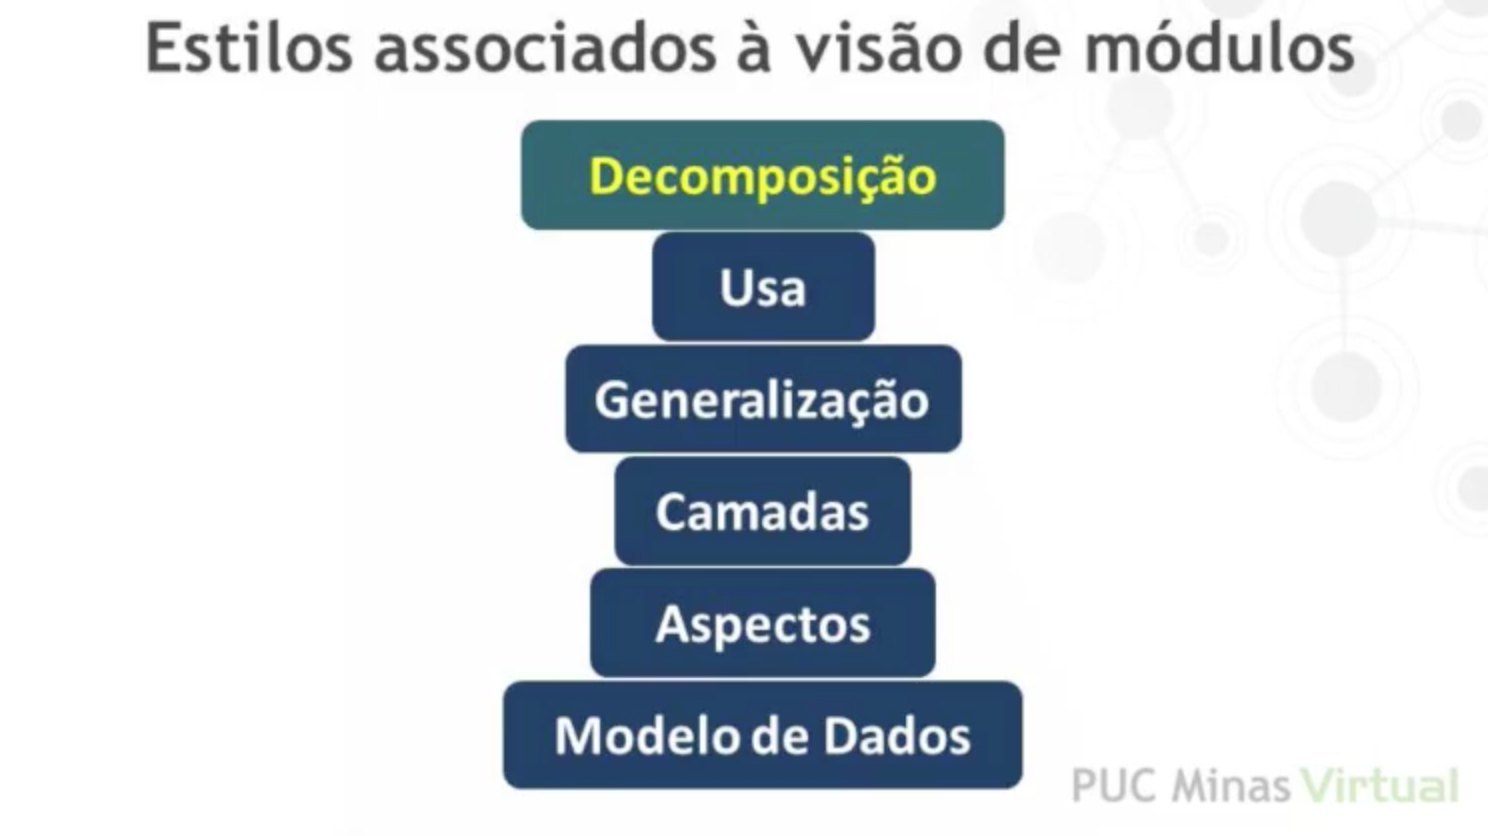 Estilos associados à visão de módulos
Decomposição
Usa
Generalização
Camadas
Aspectos
Modelo de Dados
PUC Minas Virtual